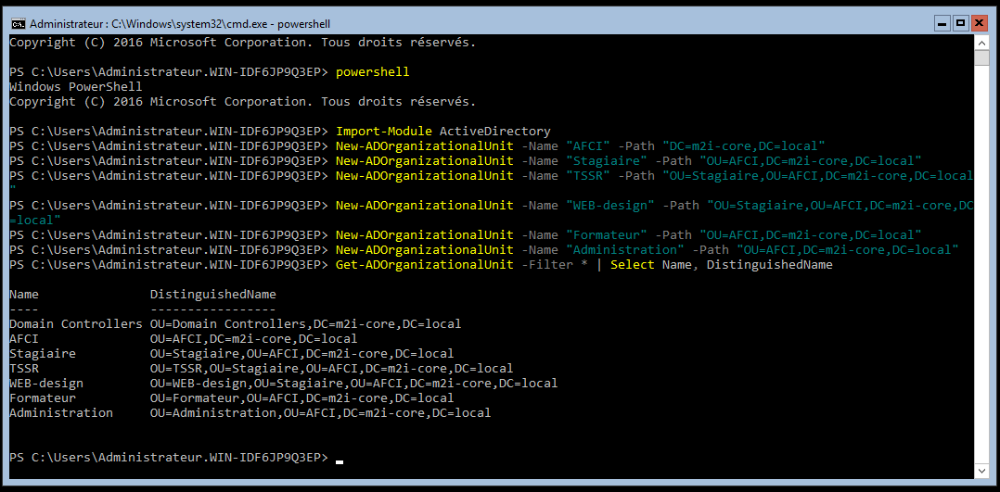 Administrateur : C:\Windows\system32\cmd.exe - powershell
Copyright (C) 2016 Microsoft Corporation. Tous droits réservés.
PS C:\Users\Administrateur.WIN-IDF6JP9Q3EP> powershell
Windows PowerShell
Copyright (C) 2016 Microsoft Corporation. Tous droits réservés.
PS C:\Users\Administrateur.WIN-IDF6JP9Q3EP> Import-Module ActiveDirectory
PS C:\Users\Administrateur.WIN-IDF6JP9Q3EP> New-ADOrganizationalUnit -Name "AFCI" -Path "DC=m2i-core,DC=local"
PS C:\Users\Administrateur.WIN-IDF6JP9Q3EP> New-ADOrganizationalUnit -Name "Stagiaire" -Path "OU=AFCI,DC=m2i-core,DC=local"
PS C:\Users\Administrateur.WIN-IDF6JP9Q3EP> New-ADOrganizationalUnit -Name "TSSR" -Path "OU=Stagiaire,OU=AFCI,DC=m2i-core,DC=local
"
PS C:\Users\Administrateur.WIN-IDF6JP9Q3EP> New-ADOrganizationalUnit -Name "WEB-design" -Path "OU=Stagiaire,OU=AFCI,DC=m2i-core,DC
=local"
PS C:\Users\Administrateur.WIN-IDF6JP9Q3EP> New-ADOrganizationalUnit -Name "Formateur" -Path "OU=AFCI,DC=m2i-core,DC=local"
PS C:\Users\Administrateur.WIN-IDF6JP9Q3EP> New-ADOrganizationalUnit -Name "Administration" -Path "OU=AFCI,DC=m2i-core,DC=local"
PS C:\Users\Administrateur.WIN-IDF6JP9Q3EP> Get-ADOrganizationalUnit -Filter * | Select Name, DistinguishedName
Name               DistinguishedName
----               -----------------
Domain Controllers OU=Domain Controllers,DC=m2i-core,DC=local
AFCI               OU=AFCI,DC=m2i-core,DC=local
Stagiaire          OU=Stagiaire,OU=AFCI,DC=m2i-core,DC=local
TSSR               OU=TSSR,OU=Stagiaire,OU=AFCI,DC=m2i-core,DC=local
WEB-design         OU=WEB-design,OU=Stagiaire,OU=AFCI,DC=m2i-core,DC=local
Formateur          OU=Formateur,OU=AFCI,DC=m2i-core,DC=local
Administration     OU=Administration,OU=AFCI,DC=m2i-core,DC=local
PS C:\Users\Administrateur.WIN-IDF6JP9Q3EP>